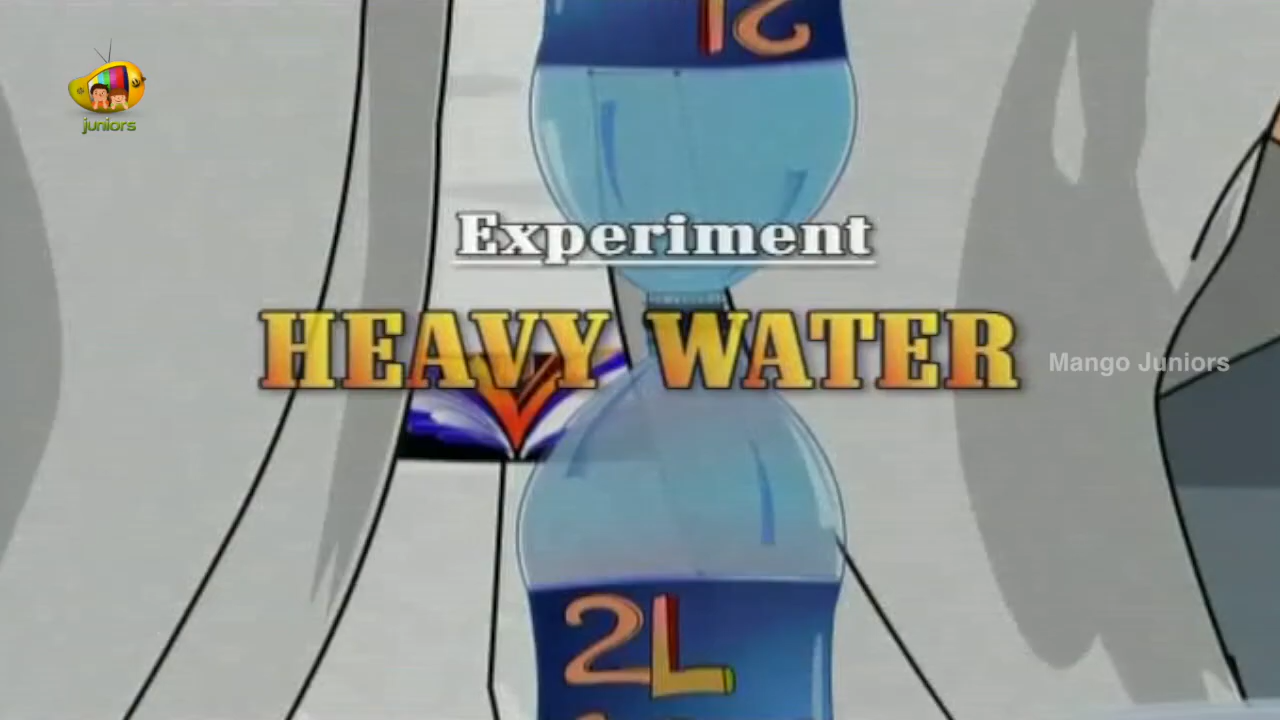 2L
juniors
Experiment
HEAVY WATER
Mango Juniors
2L